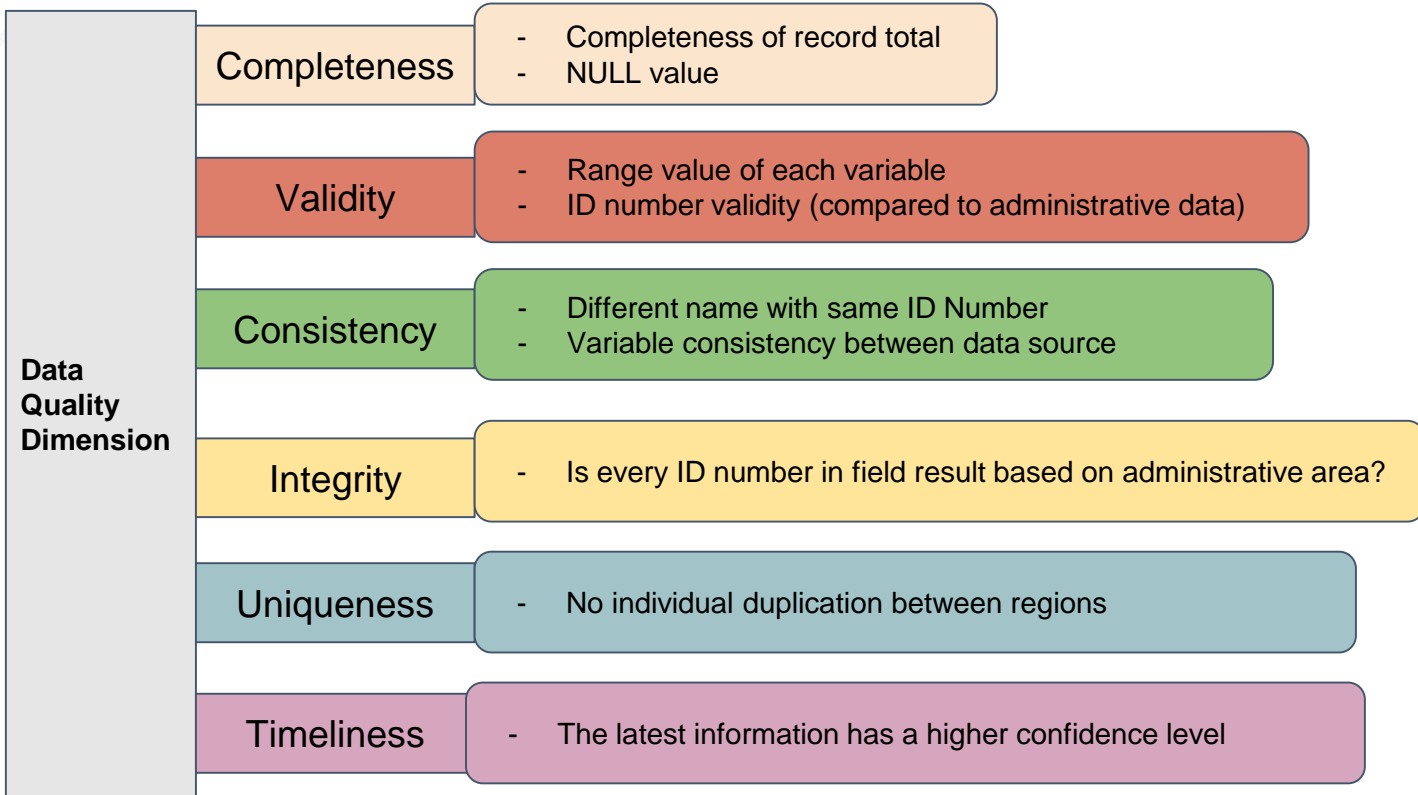 Data
Quality
Dimension
Completeness
- Completeness of record total
- NULL value
Validity
- Range value of each variable
- ID number validity (compared to administrative data)
Consistency
- Different name with same ID Number
- Variable consistency between data source
Integrity
- Is every ID number in field result based on administrative area?
Uniqueness
- No individual duplication between regions
Timeliness
- The latest information has a higher confidence level